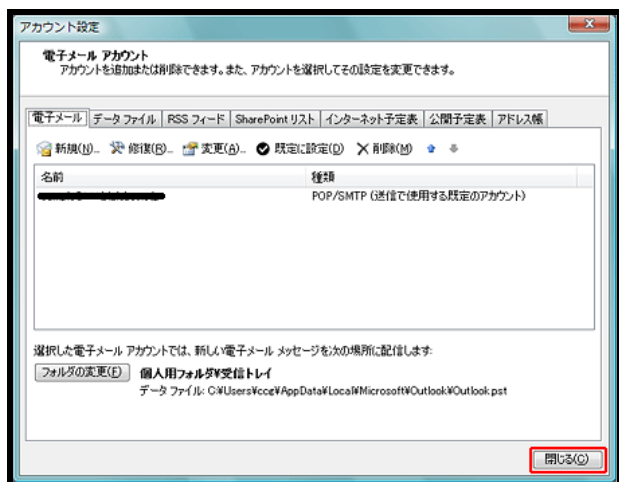 アカウント設定
電子メール アカウント
アカウントを追加または削除できます。また、アカウントを選択してその設定を変更できます。
電子メール データ ファイル RSS フィード SharePoint リスト インターネット予定表 公開予定表 アドレス帳
新規(N)... 修復(R)... 変更(A)... 既定に設定(D) 削除(M)
名前 種類
POP/SMTP (送信で使用する既定のアカウント)
選択した電子メール アカウントでは、新しい電子メール メッセージを次の場所に配信します:
フォルダの変更(F) 個人用フォルダ¥受信トレイ
データ ファイル: C:¥Users¥ccg¥AppData¥Local¥Microsoft¥Outlook¥Outlook.pst
閉じる(C)